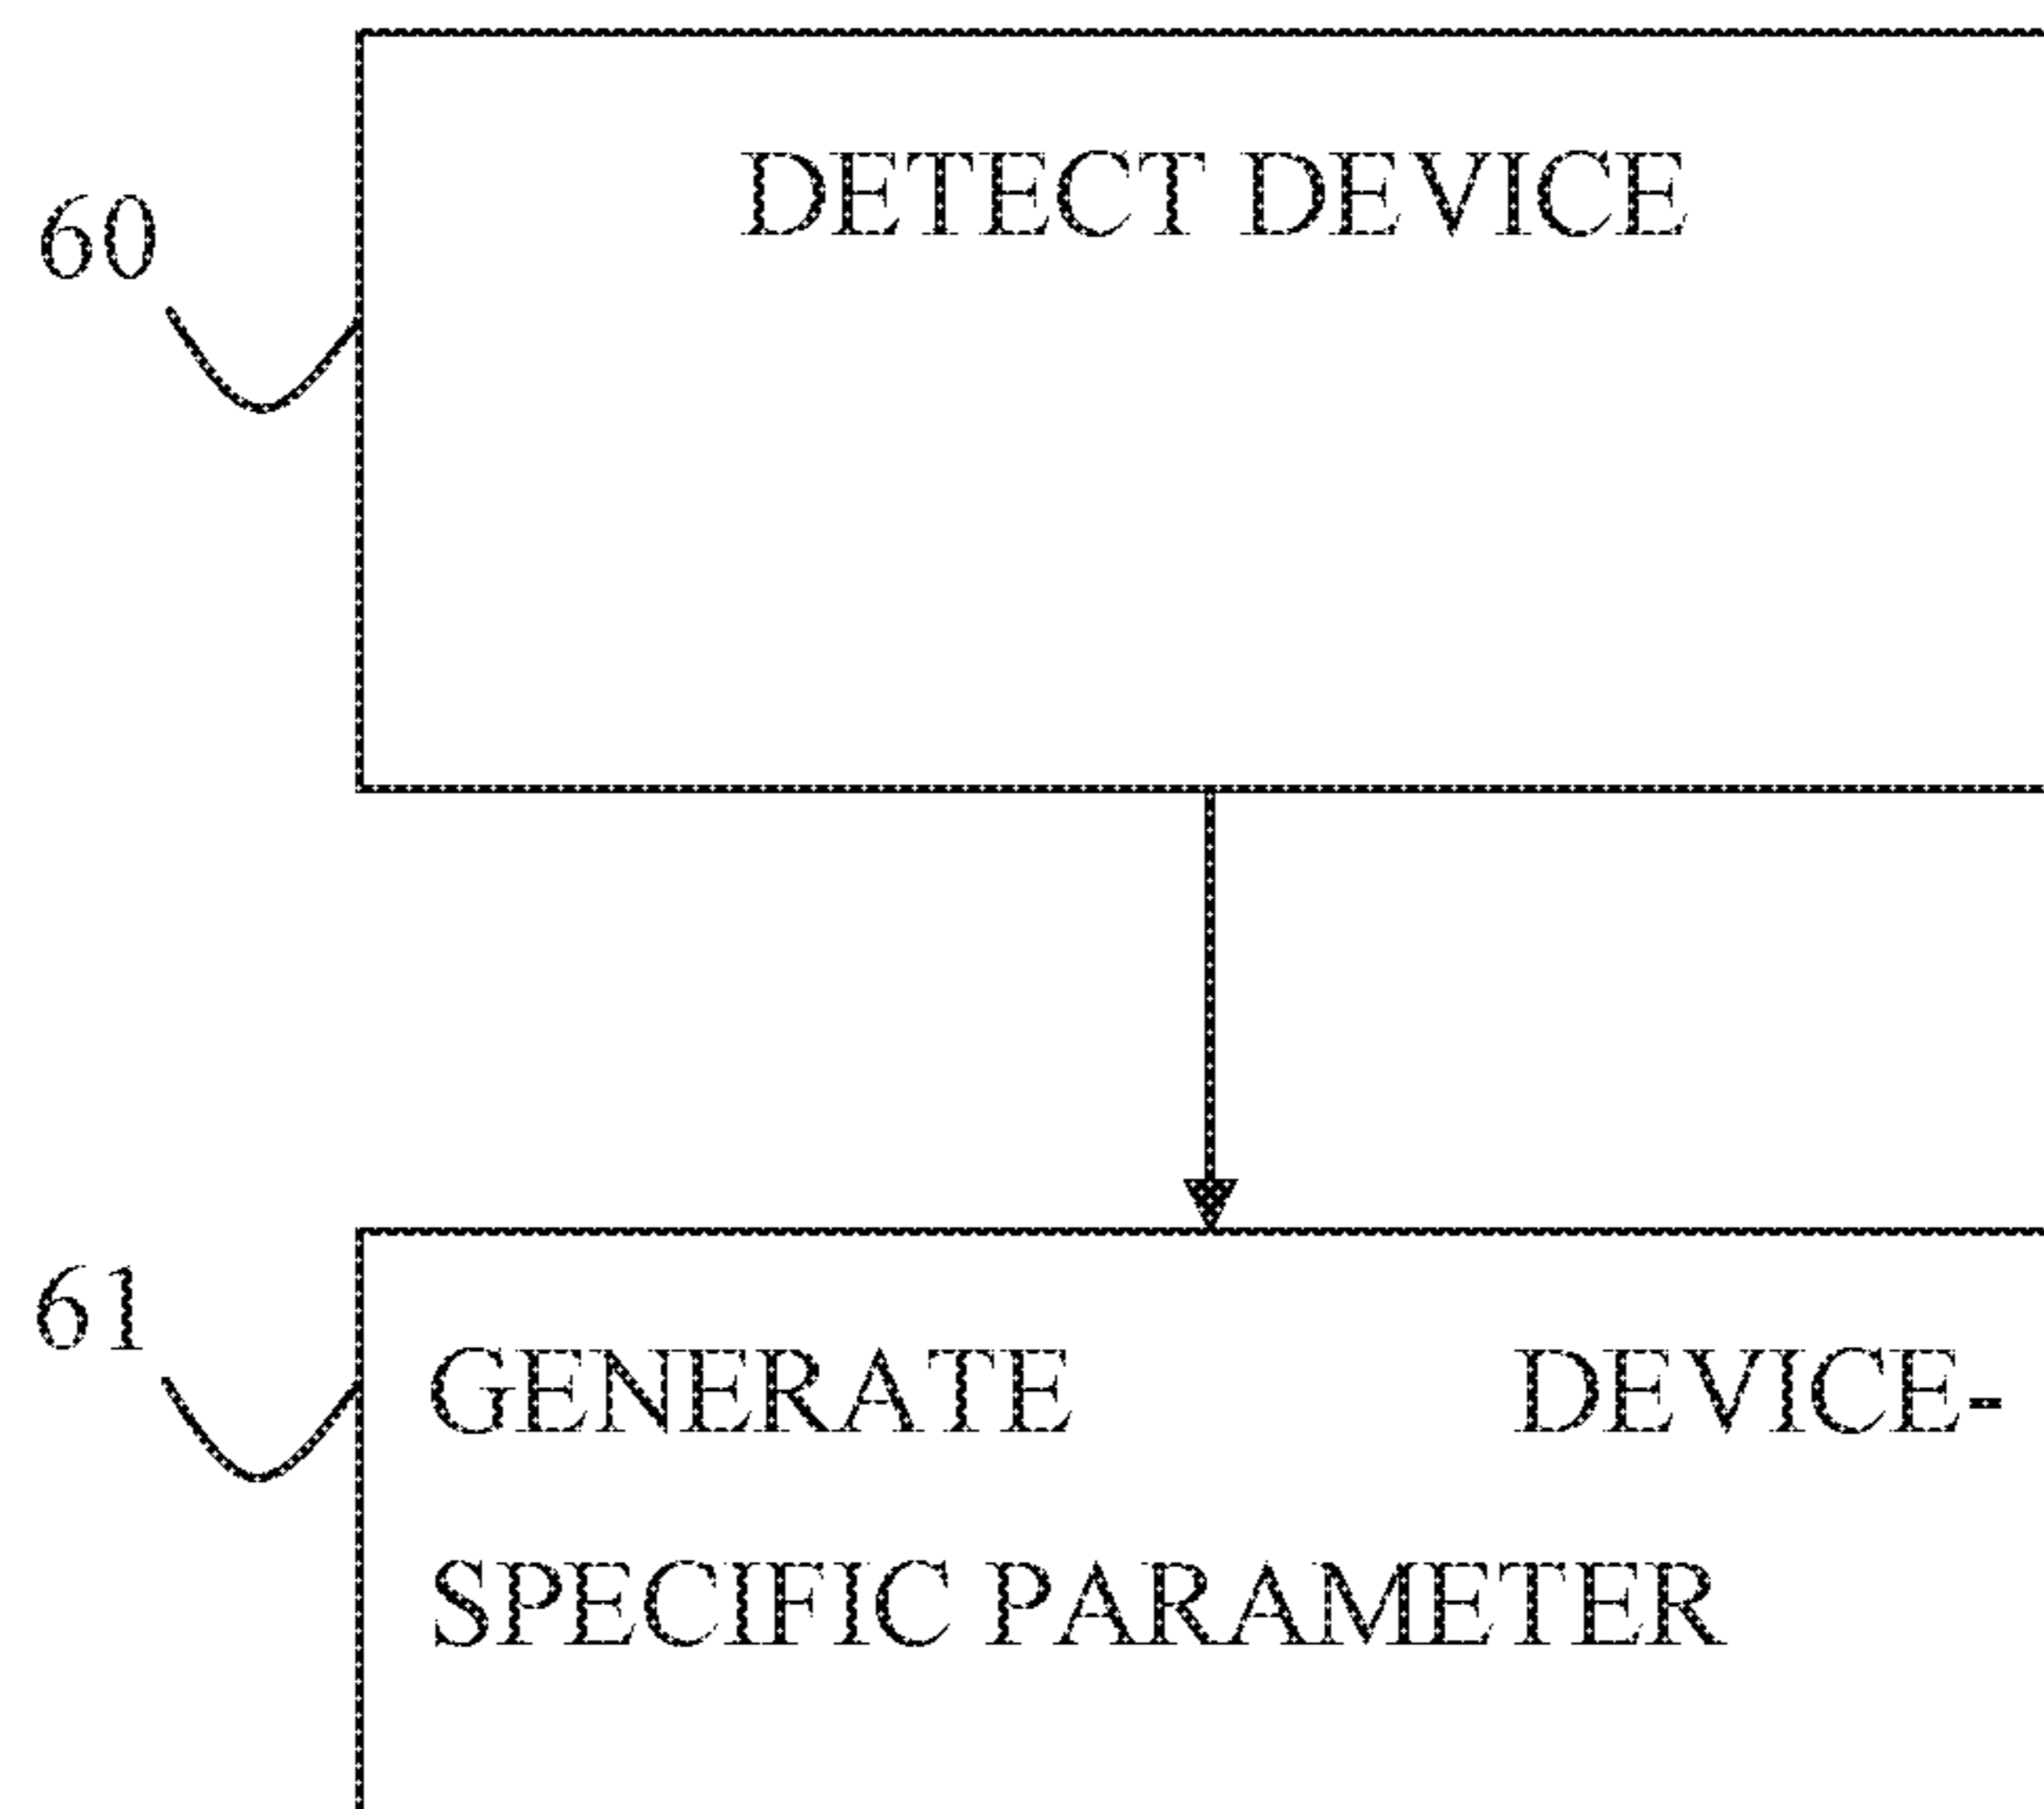 DETECT DEVICE
60
61
GENERATE DEVICE-
SPECIFIC PARAMETER